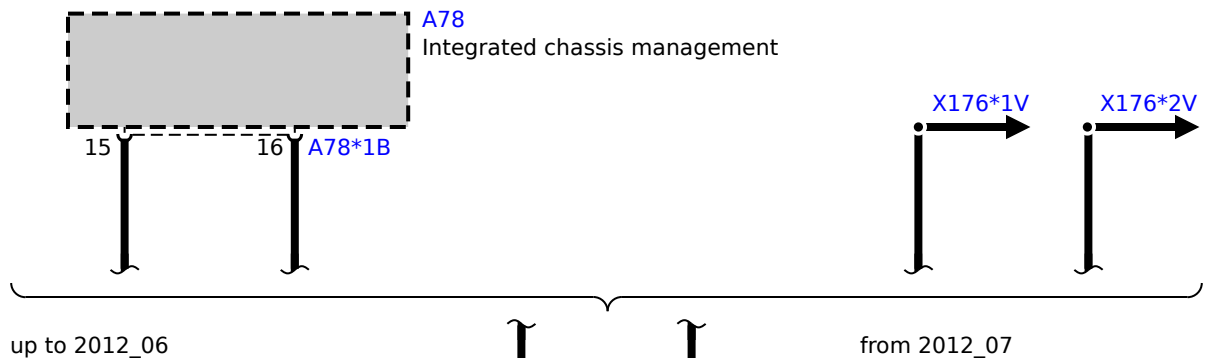 A78
Integrated chassis management
X176*1V X176*2V
15 16 A78*1B
up to 2012_06 from 2012_07